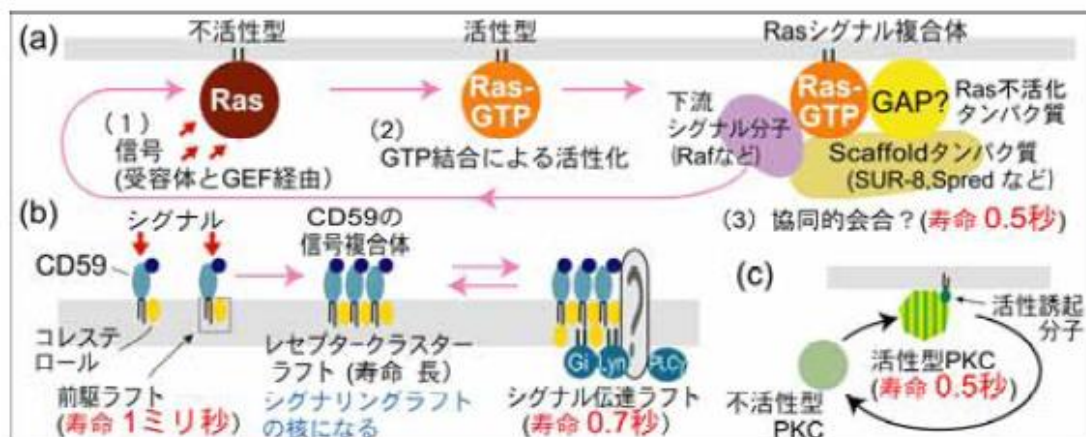 (a)
不活性型
活性型
Rasシグナル複合体
Ras
Ras-
GTP
Ras-
GTP
GAP?
Ras不活化
タンパク質
(1)
信号
(受容体とGEF経由)
(2)
GTP結合による活性化
下流
シグナル分子
(Rafなど)
Scaffoldタンパク質
(SUR-8,Spred など)
(3) 協同的会合？(寿命 0.5秒)
(b)
シグナル
CD59の
信号複合体
CD59
コレステ
ロール
前駆ラフト
(寿命 1ミリ秒)
レセプタークラスター
ラフト (寿命 長)
シグナリングラフト
の核になる
?
Gi
Lyn
PLCγ
シグナル伝達ラフト
(寿命 0.7秒)
(c)
活性誘起
分子
活性型PKC
(寿命 0.5秒)
不活性型
PKC